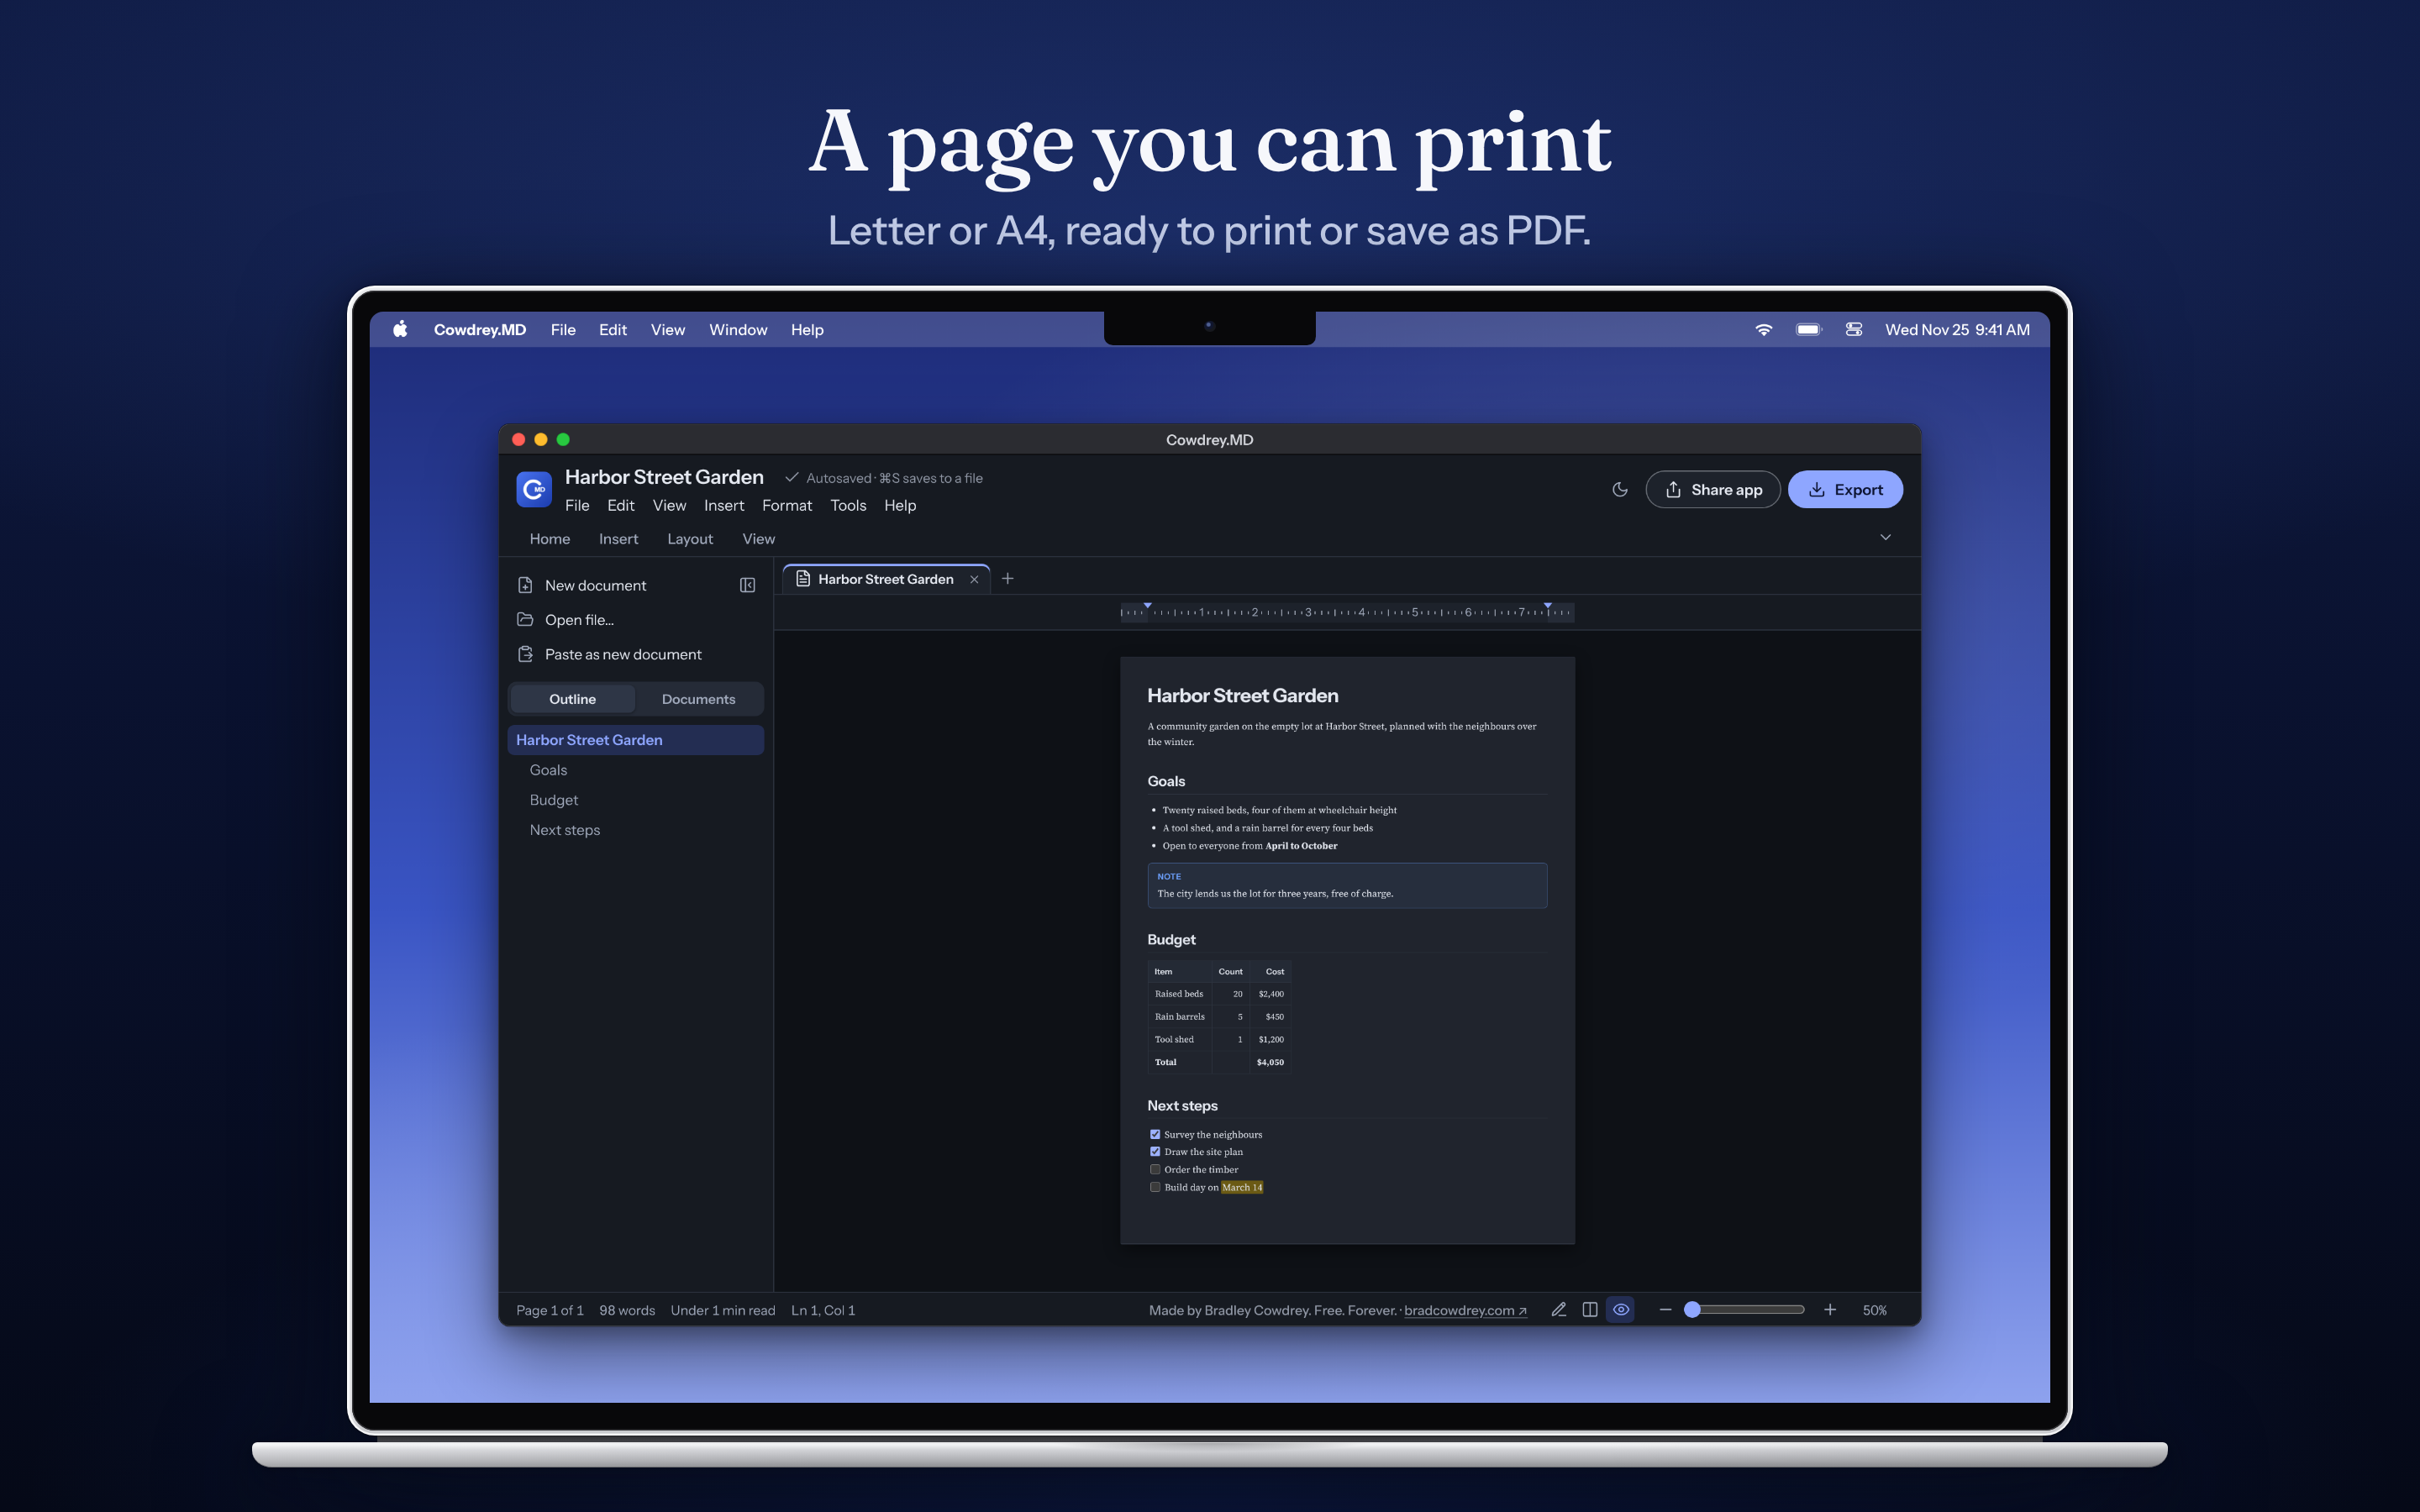 A page you can print
Letter or A4, ready to print or save as PDF.
Cowdrey.MD File Edit View Window Help
Wed Nov 25 9:41 AM
Cowdrey.MD
CMD
Harbor Street Garden
Autosaved · ⌘S saves to a file
File Edit View Insert Format Tools Help
Share app
Export
Home Insert Layout View
New document
Open file...
Paste as new document
Outline Documents
Harbor Street Garden
Goals
Budget
Next steps
Harbor Street Garden
1 2 3 4 5 6 7
Harbor Street Garden
A community garden on the empty lot at Harbor Street, planned with the neighbours over
the winter.
Goals
• Twenty raised beds, four of them at wheelchair height
• A tool shed, and a rain barrel for every four beds
• Open to everyone from April to October
NOTE
The city lends us the lot for three years, free of charge.
Budget
Item Count Cost
Raised beds 20 $2,400
Rain barrels 5 $450
Tool shed 1 $1,200
Total $4,050
Next steps
Survey the neighbours
Draw the site plan
Order the timber
Build day on March 14
Page 1 of 1 98 words Under 1 min read Ln 1, Col 1
Made by Bradley Cowdrey. Free. Forever. · bradcowdrey.com ↗
50%